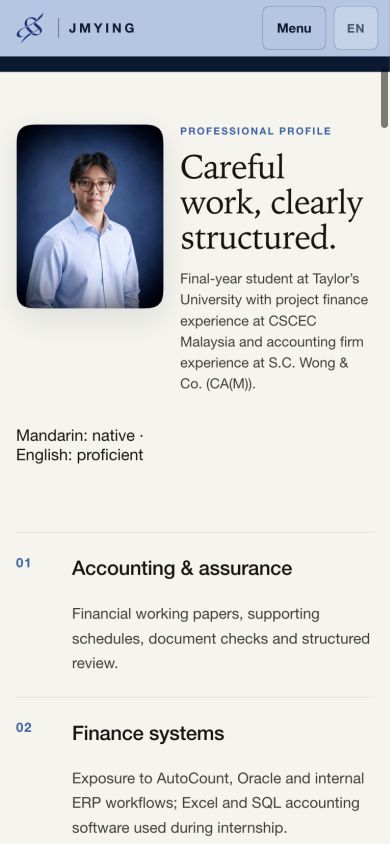 JMYING
Menu
EN
PROFESSIONAL PROFILE
Careful
work, clearly
structured.
Final-year student at Taylor’s
University with project finance
experience at CSCEC
Malaysia and accounting firm
experience at S.C. Wong &
Co. (CA(M)).
Mandarin: native ·
English: proficient
01
Accounting & assurance
Financial working papers, supporting
schedules, document checks and structured
review.
02
Finance systems
Exposure to AutoCount, Oracle and internal
ERP workflows; Excel and SQL accounting
software used during internship.